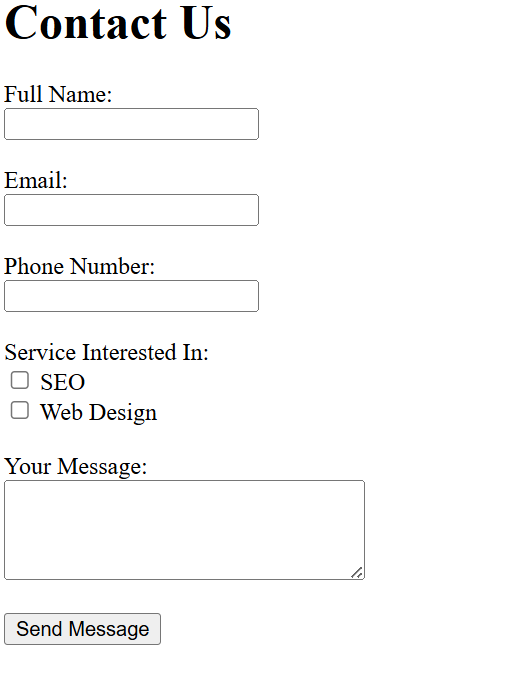 Contact Us
Full Name:
Email:
Phone Number:
Service Interested In:
SEO
Web Design
Your Message:
Send Message